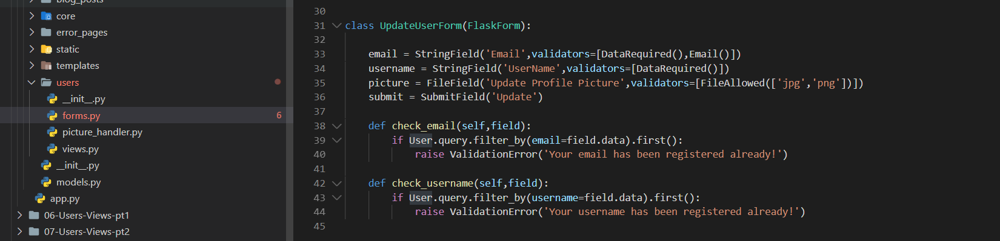 blog_posts
core
error_pages
static
templates
users
__init__.py
forms.py 6
picture_handler.py
views.py
__init__.py
models.py
app.py
06-Users-Views-pt1
07-Users-Views-pt2
30
31 class UpdateUserForm(FlaskForm):
32
33 email = StringField('Email',validators=[DataRequired(),Email()])
34 username = StringField('UserName',validators=[DataRequired()])
35 picture = FileField('Update Profile Picture',validators=[FileAllowed(['jpg','png'])])
36 submit = SubmitField('Update')
37
38 def check_email(self,field):
39 if User.query.filter_by(email=field.data).first():
40 raise ValidationError('Your email has been registered already!')
41
42 def check_username(self,field):
43 if User.query.filter_by(username=field.data).first():
44 raise ValidationError('Your username has been registered already!')
45